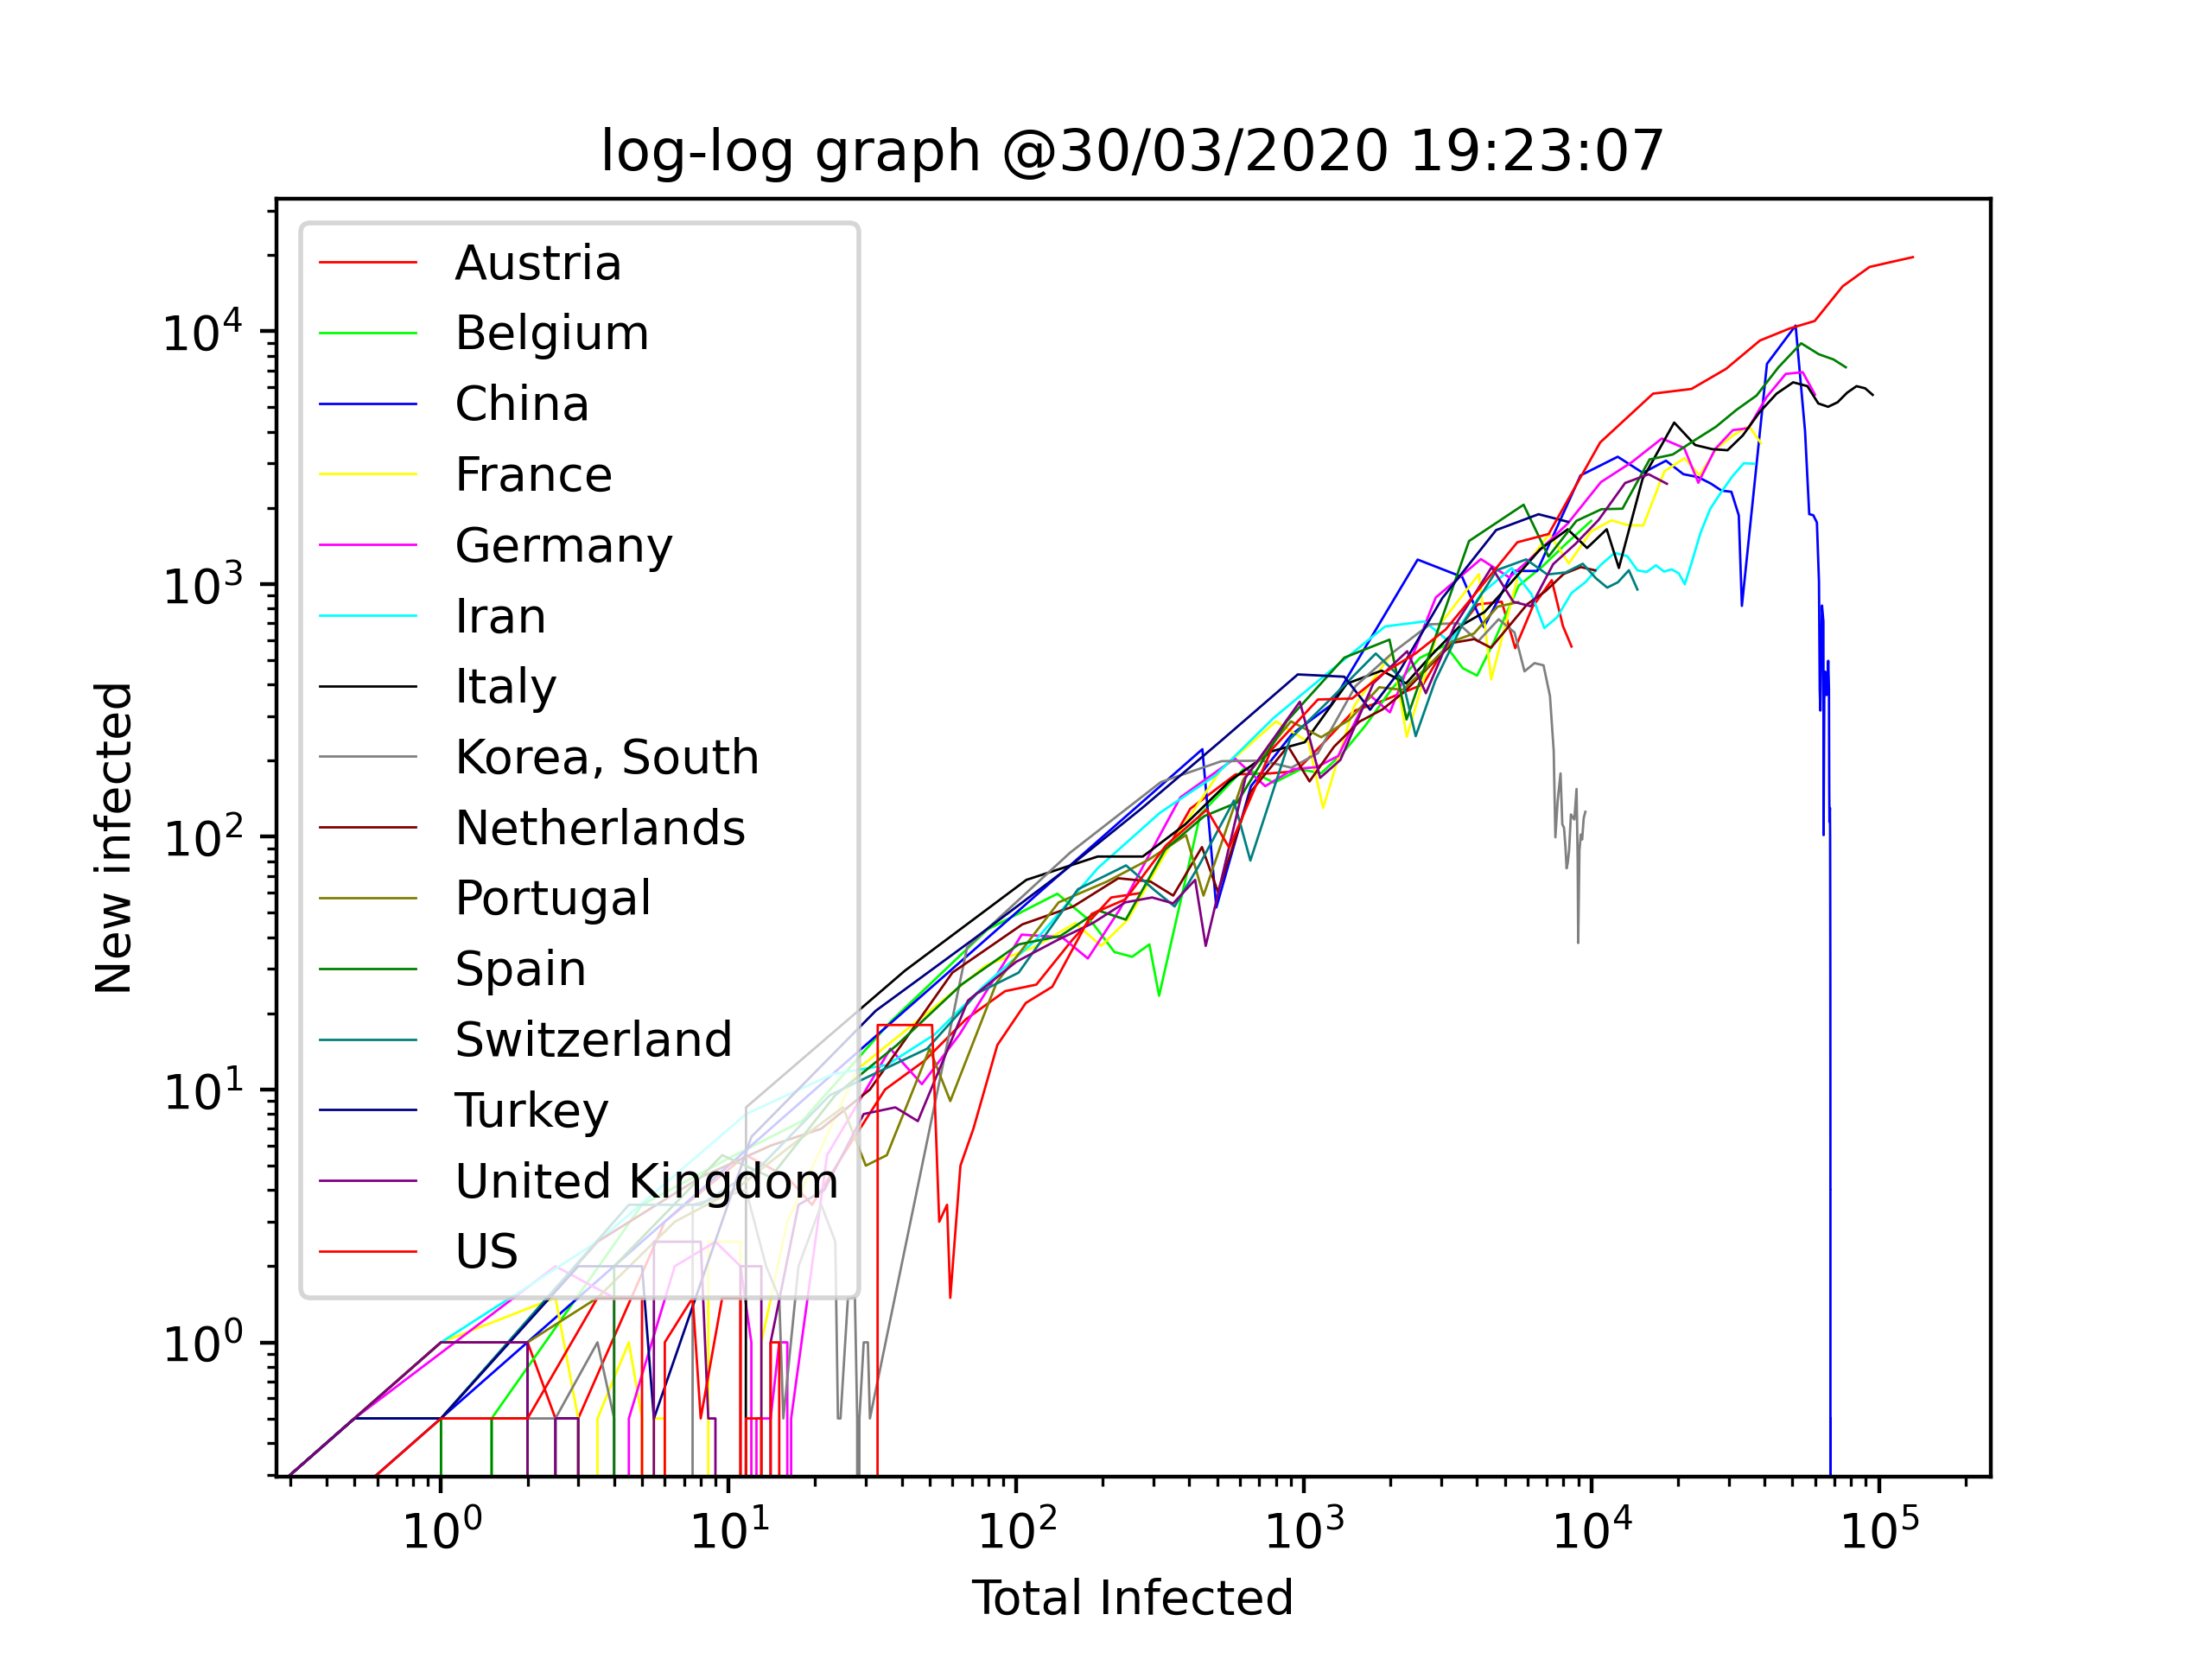 log-log graph @30/03/2020 19:23:07
Austria
Belgium
China
France
Germany
Iran
Italy
Korea, South
Netherlands
Portugal
Spain
Switzerland
Turkey
United Kingdom
US
New infected
10⁴
10³
10²
10¹
10⁰
10⁰ 10¹ 10² 10³ 10⁴ 10⁵
Total Infected